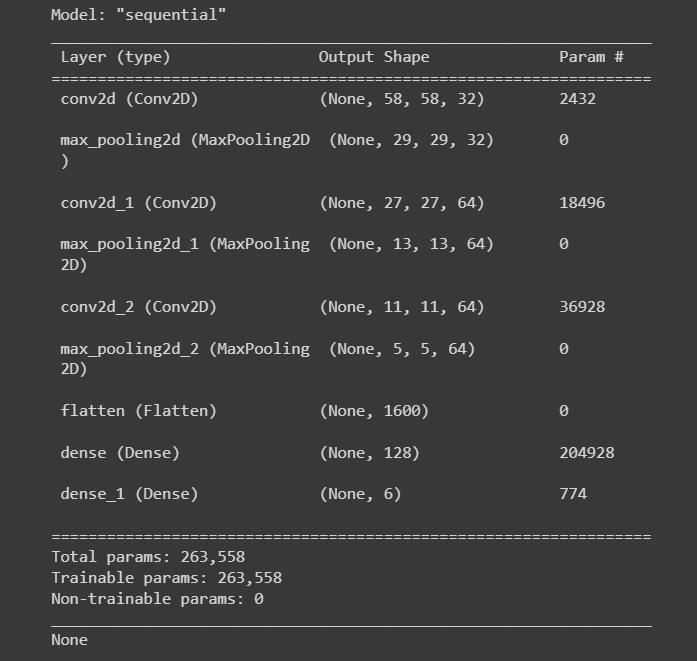 Model: "sequential"
Layer (type) Output Shape Param #
=================================================================
conv2d (Conv2D) (None, 58, 58, 32) 2432
max_pooling2d (MaxPooling2D (None, 29, 29, 32) 0
)
conv2d_1 (Conv2D) (None, 27, 27, 64) 18496
max_pooling2d_1 (MaxPooling (None, 13, 13, 64) 0
2D)
conv2d_2 (Conv2D) (None, 11, 11, 64) 36928
max_pooling2d_2 (MaxPooling (None, 5, 5, 64) 0
2D)
flatten (Flatten) (None, 1600) 0
dense (Dense) (None, 128) 204928
dense_1 (Dense) (None, 6) 774
=================================================================
Total params: 263,558
Trainable params: 263,558
Non-trainable params: 0
None